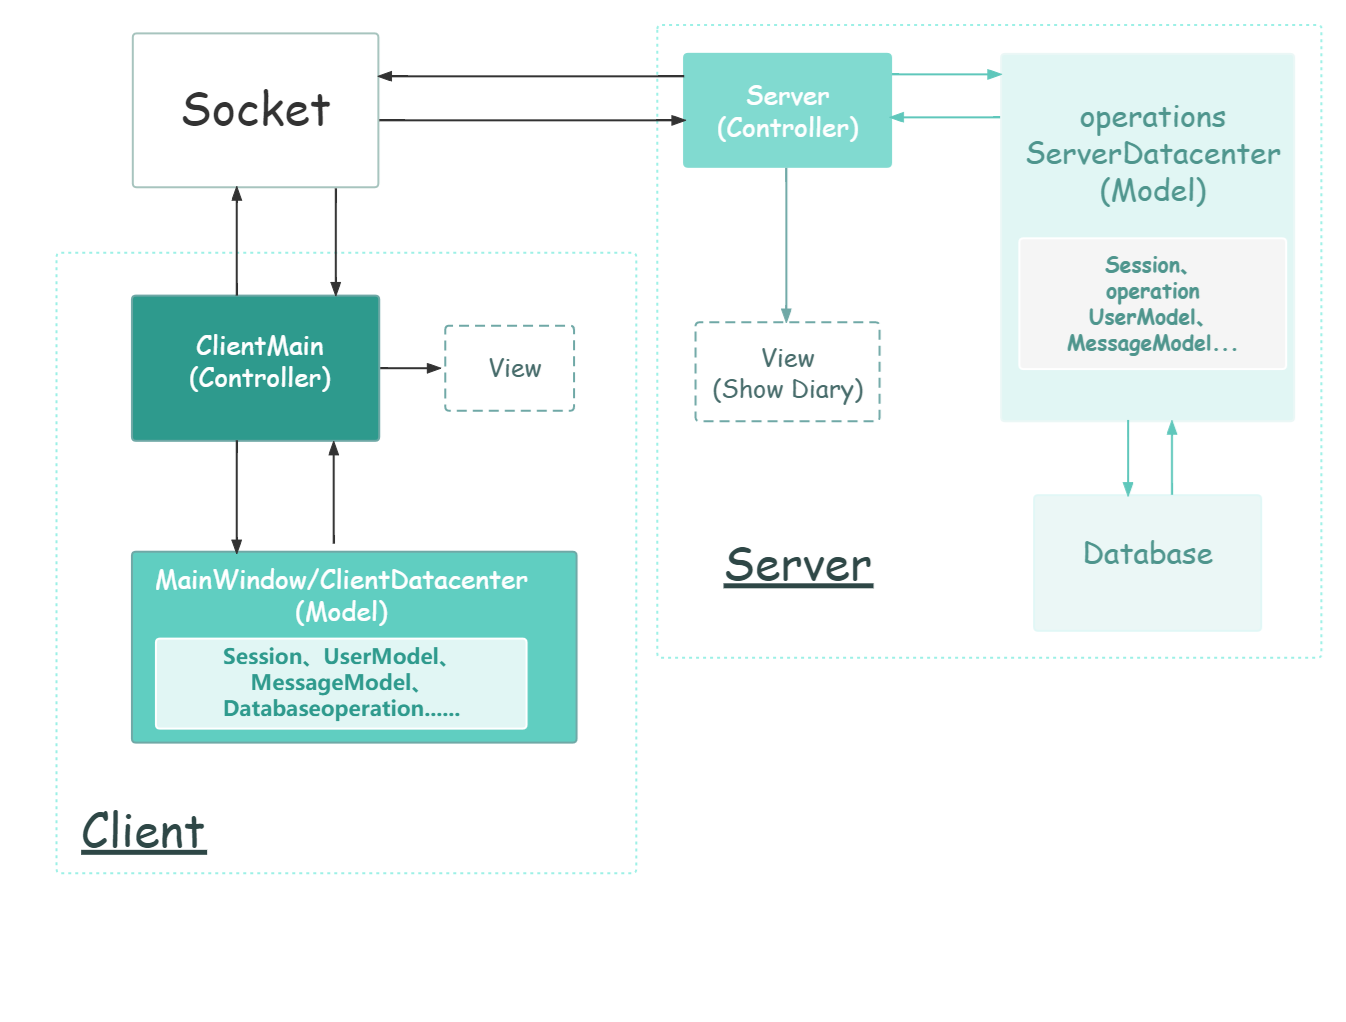 Socket
Server
(Controller)
operations
ServerDatacenter
(Model)
Session、
operation
UserModel、
MessageModel...
ClientMain
(Controller)
View
View
(Show Diary)
Server
Database
MainWindow/ClientDatacenter
(Model)
Session、UserModel、
MessageModel、
Databaseoperation......
Client